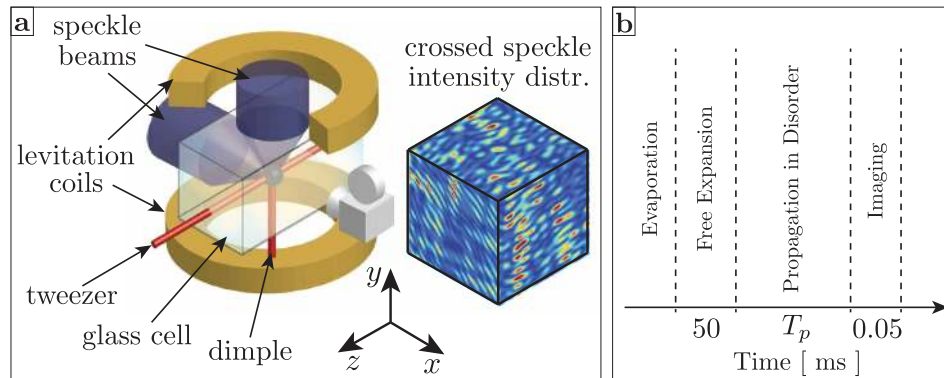 a
speckle
beams
levitation
coils
tweezer
glass cell
dimple
crossed speckle
intensity distr.
y
z
x
b
Evaporation
Free Expansion
Propagation in Disorder
Imaging
50
T_p
0.05
Time [ ms ]